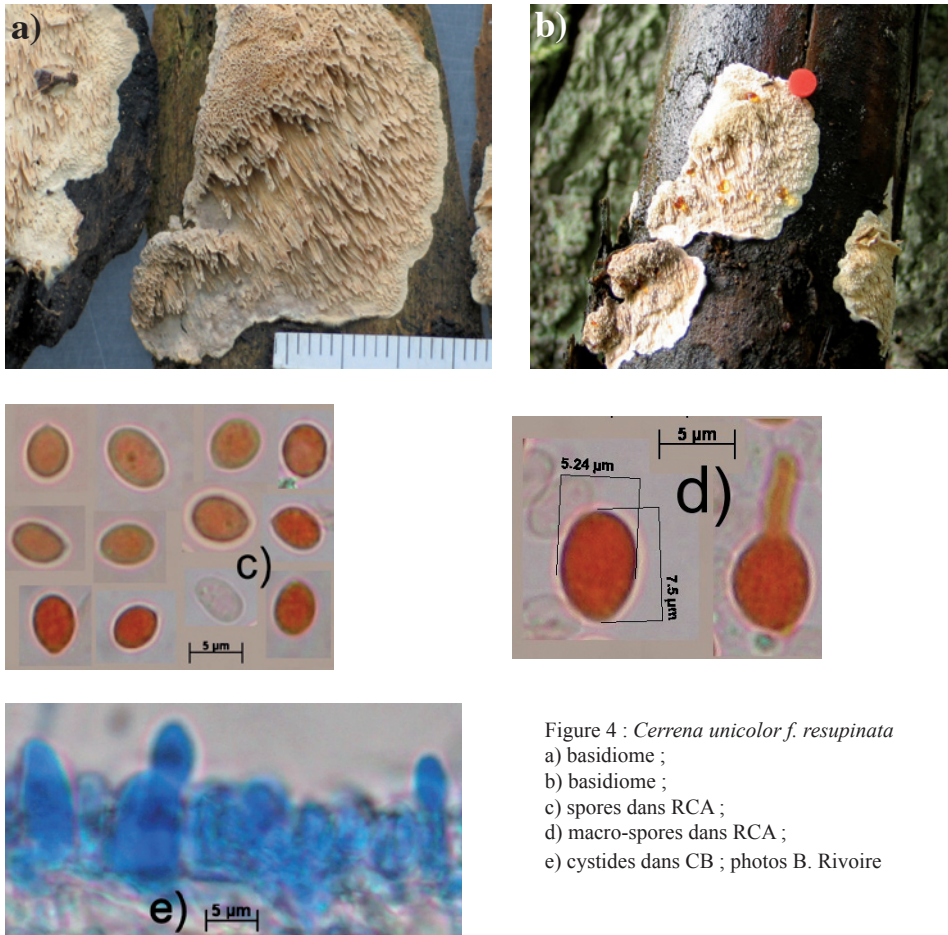 a)
b)
c)
5 µm
5 µm
5.24 µm
7.5 µm
d)
e)
5 µm
Figure 4 : Cerrena unicolor f. resupinata
a) basidiome ;
b) basidiome ;
c) spores dans RCA ;
d) macro-spores dans RCA ;
e) cystides dans CB ; photos B. Rivoire